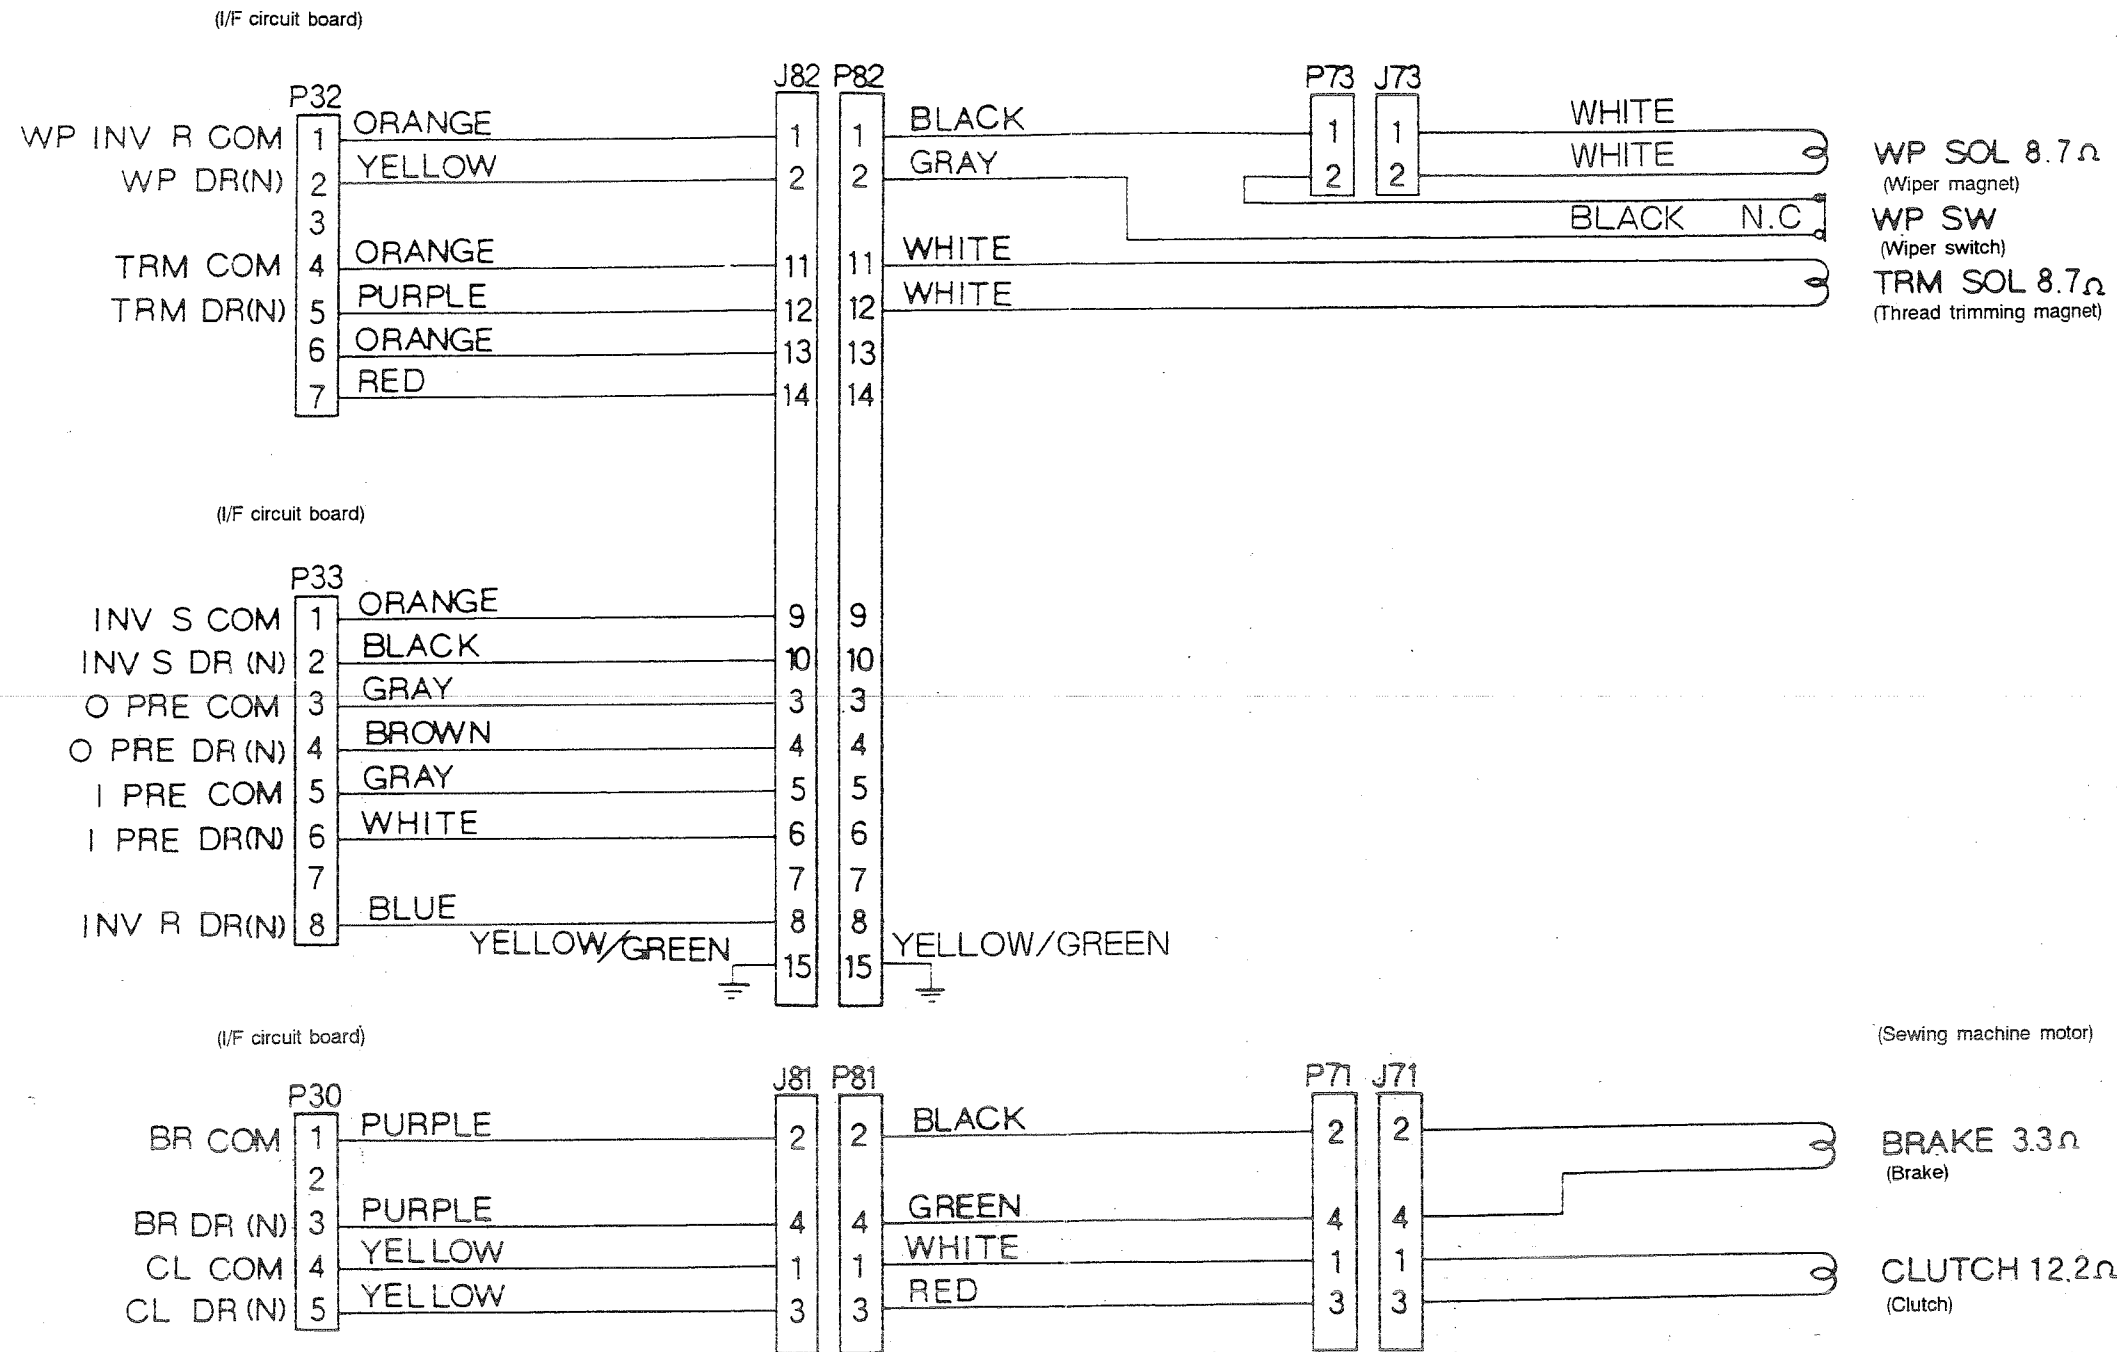 (I/F circuit board)
J82 P82 P73 J73
P32
WP INV R COM 1 ORANGE 1 1 BLACK 1 1 WHITE
WP DR(N) 2 YELLOW 2 2 GRAY 2 2 WHITE WP SOL 8.7Ω
(Wiper magnet)
3 BLACK N.C WP SW
(Wiper switch)
TRM COM 4 ORANGE 11 11 WHITE
TRM DR(N) 5 PURPLE 12 12 WHITE TRM SOL 8.7Ω
(Thread trimming magnet)
6 ORANGE 13 13
7 RED 14 14
(I/F circuit board)
P33
INV S COM 1 ORANGE 9 9
INV S DR (N) 2 BLACK 10 10
O PRE COM 3 GRAY 3 3
O PRE DR (N) 4 BROWN 4 4
I PRE COM 5 GRAY 5 5
I PRE DR(N) 6 WHITE 6 6
7 7 7
INV R DR(N) 8 BLUE 8 8
YELLOW/GREEN 15 15 YELLOW/GREEN
(I/F circuit board) (Sewing machine motor)
J81 P81 P71 J71
P30
BR COM 1 PURPLE 2 2 BLACK 2 2 BRAKE 3.3Ω
(Brake)
2
BR DR (N) 3 PURPLE 4 4 GREEN 4 4
CL COM 4 YELLOW 1 1 WHITE 1 1 CLUTCH 12.2Ω
CL DR(N) 5 YELLOW 3 3 RED 3 3
(Clutch)